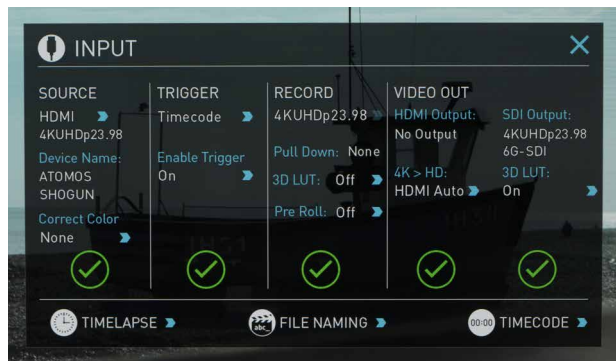 INPUT
SOURCE
HDMI
4KUHDp23.98
Device Name:
ATOMOS
SHOGUN
Correct Color
None
TRIGGER
Timecode
Enable Trigger
On
RECORD
4KUHDp23.98
Pull Down: None
3D LUT: Off
Pre Roll: Off
VIDEO OUT
HDMI Output:
No Output
4K > HD:
HDMI Auto
SDI Output:
4KUHDp23.98
6G-SDI
3D LUT:
On
TIMELAPSE
abc_
FILE NAMING
00:00
TIMECODE